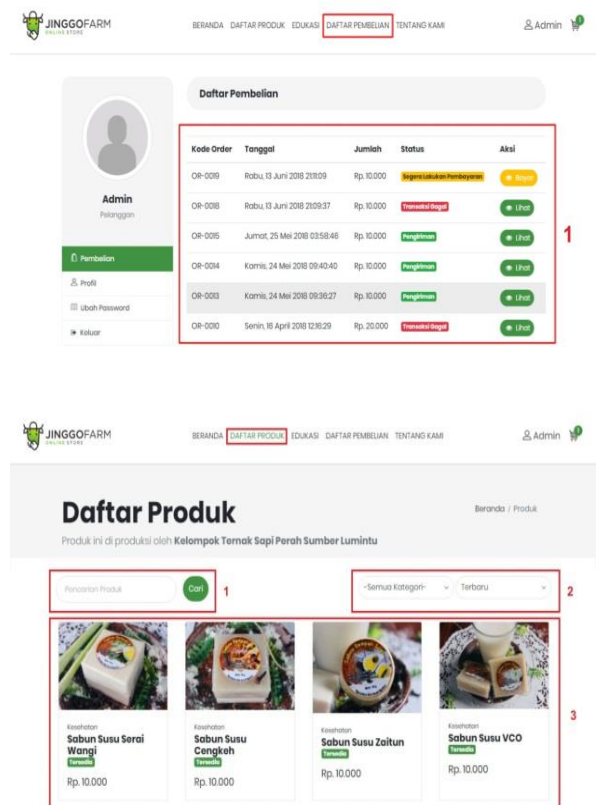 JINGGOFARM
ONLINE STORE
BERANDA DAFTAR PRODUK EDUKASI DAFTAR PEMBELIAN TENTANG KAMI
Admin
Daftar Pembelian
Admin
Pelanggan
Pembelian
Profil
Ubah Password
Keluar
Kode Order Tanggal Jumlah Status Aksi
OR-0019 Rabu, 13 Juni 2018 21:11:09 Rp. 10.000 Segera Lakukan Pembayaran Bayar
OR-0018 Rabu, 13 Juni 2018 21:09:37 Rp. 10.000 Transaksi Gagal Lihat
OR-0015 Jumat, 25 Mei 2018 03:58:46 Rp. 10.000 Pengiriman Lihat
OR-0014 Kamis, 24 Mei 2018 09:40:40 Rp. 10.000 Pengiriman Lihat
OR-0013 Kamis, 24 Mei 2018 09:36:27 Rp. 10.000 Pengiriman Lihat
OR-0010 Senin, 16 April 2018 12:16:29 Rp. 20.000 Transaksi Gagal Lihat
1
JINGGOFARM
ONLINE STORE
BERANDA DAFTAR PRODUK EDUKASI DAFTAR PEMBELIAN TENTANG KAMI
Admin
Daftar Produk
Beranda / Produk
Produk ini di produksi oleh Kelompok Ternak Sapi Perah Sumber Lumintu
Pencarian Produk Cari 1
-Semua Kategori- Terbaru 2
3
Kesehatan
Sabun Susu Serai
Wangi
Tersedia
Rp. 10.000
Kesehatan
Sabun Susu
Cengkeh
Tersedia
Rp. 10.000
Kesehatan
Sabun Susu Zaitun
Tersedia
Rp. 10.000
Kesehatan
Sabun Susu VCO
Tersedia
Rp. 10.000